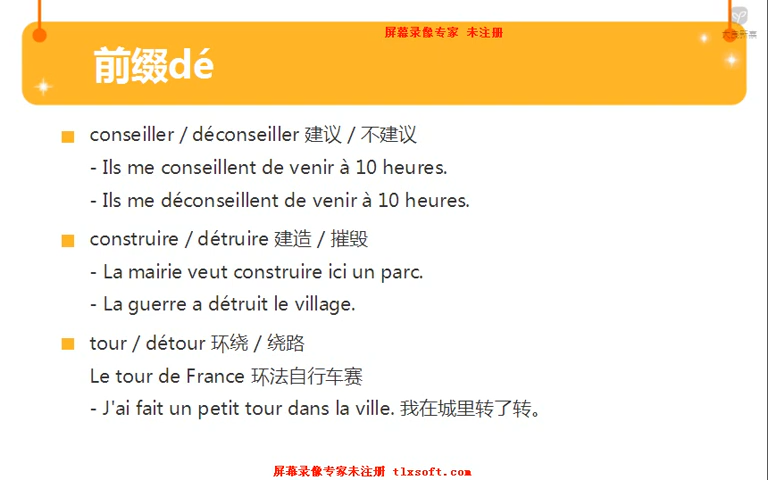 屏幕录像专家 未注册
前缀dé
conseiller / déconseiller 建议 / 不建议
- Ils me conseillent de venir à 10 heures.
- Ils me déconseillent de venir à 10 heures.
construire / détruire 建造 / 摧毁
- La mairie veut construire ici un parc.
- La guerre a détruit le village.
tour / détour 环绕 / 绕路
Le tour de France 环法自行车赛
- J'ai fait un petit tour dans la ville. 我在城里转了转。
屏幕录像专家未注册 tlxsoft.com